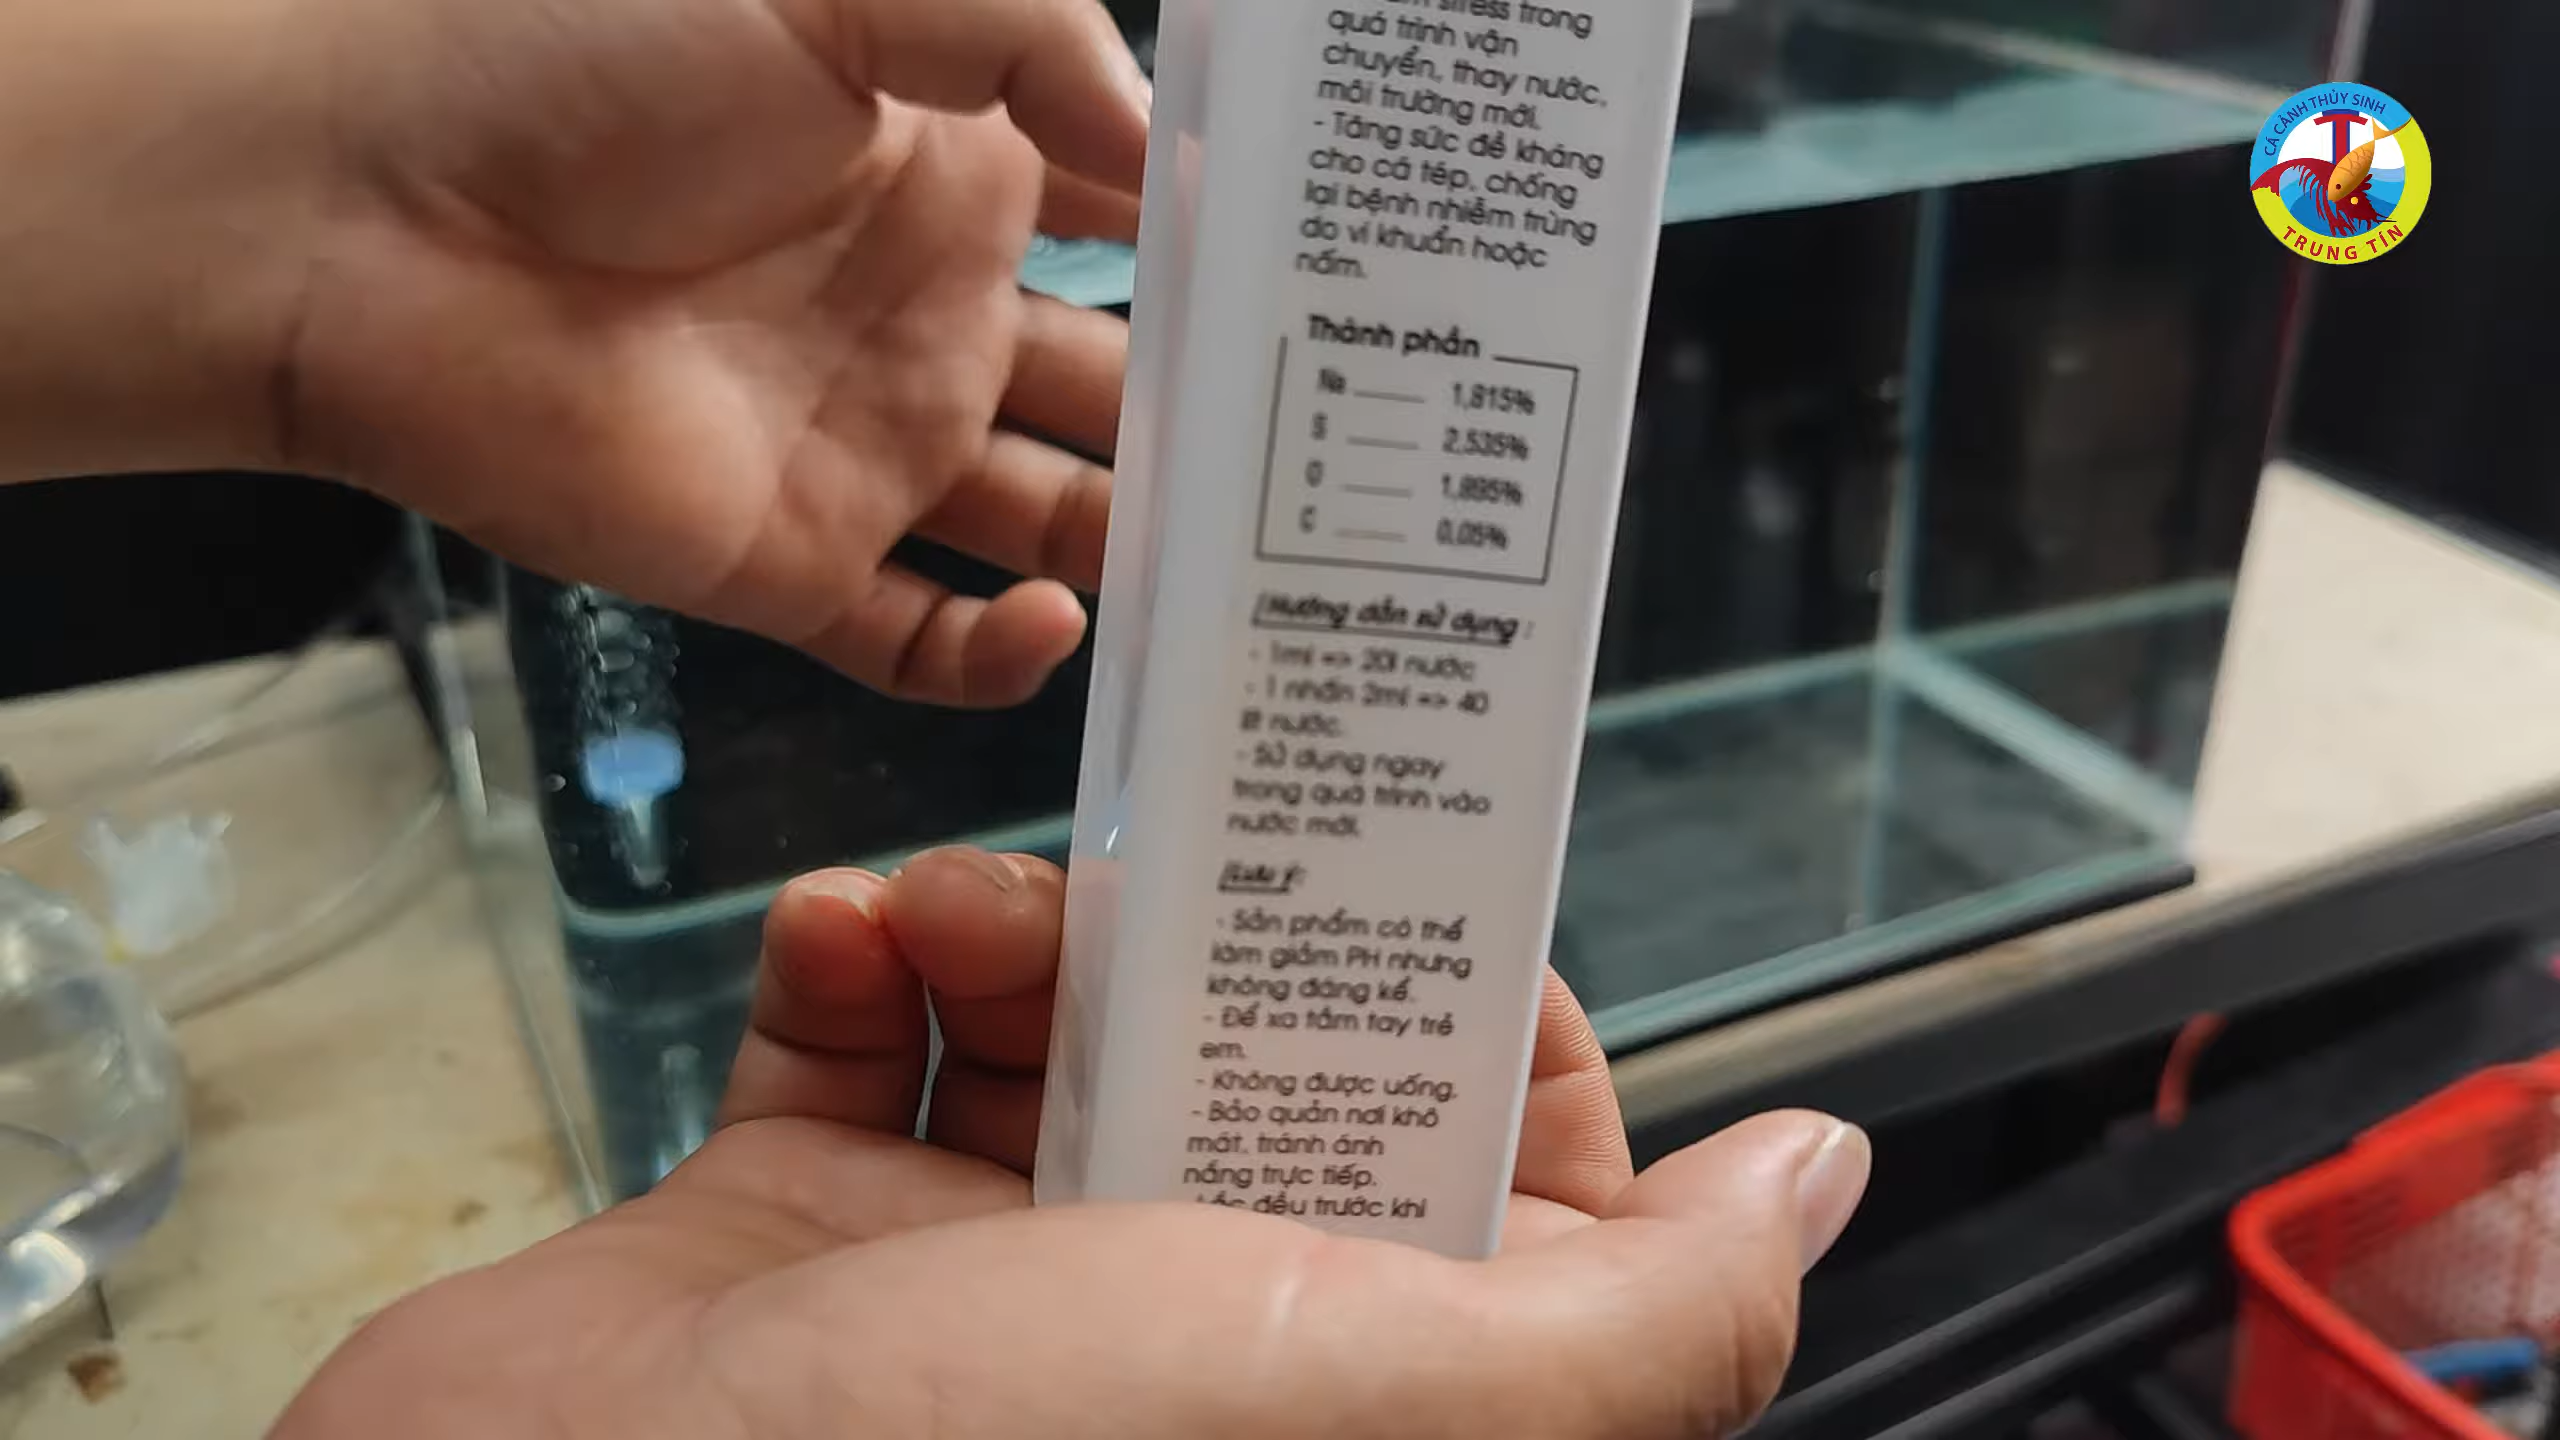 stress trong
quá trình vận
chuyển, thay nước,
môi trường mới.
- Tăng sức đề kháng
cho cá tép, chống
lại bệnh nhiễm trùng
do vi khuẩn hoặc
nấm.
Thành phần
Na 1,815%
S 2,535%
O 1,895%
C 0,05%
Hướng dẫn sử dụng :
- 1ml => 20l nước
- 1 nhấn 2ml => 40
lít nước.
- Sử dụng ngay
trong quá trình vào
nước mới.
Lưu ý:
- Sản phẩm có thể
làm giảm PH nhưng
không đáng kể.
- Để xa tầm tay trẻ
em.
- Không được uống,
- Bảo quản nơi khô
mát, tránh ánh
nắng trực tiếp.
đều trước khi
CÁ CẢNH THỦY SINH
T
TRUNG TÍN